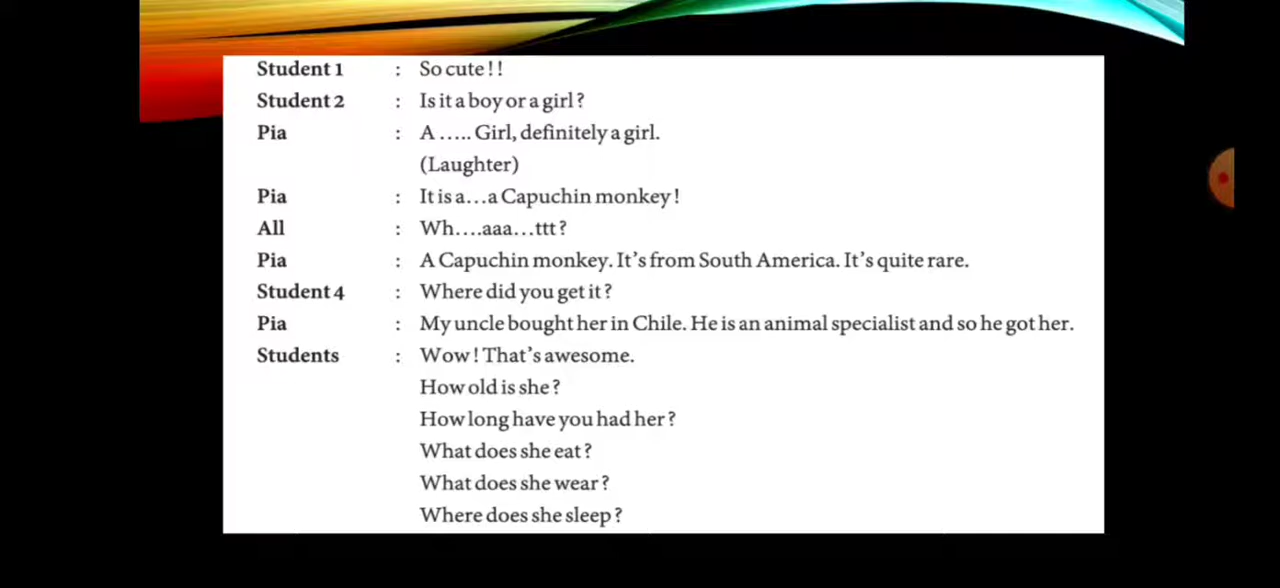 Student 1 : So cute!!
Student 2 : Is it a boy or a girl?
Pia : A ..... Girl, definitely a girl.
(Laughter)
Pia : It is a...a Capuchin monkey!
All : Wh....aaa...ttt?
Pia : A Capuchin monkey. It's from South America. It's quite rare.
Student 4 : Where did you get it?
Pia : My uncle bought her in Chile. He is an animal specialist and so he got her.
Students : Wow! That's awesome.
How old is she?
How long have you had her?
What does she eat?
What does she wear?
Where does she sleep?